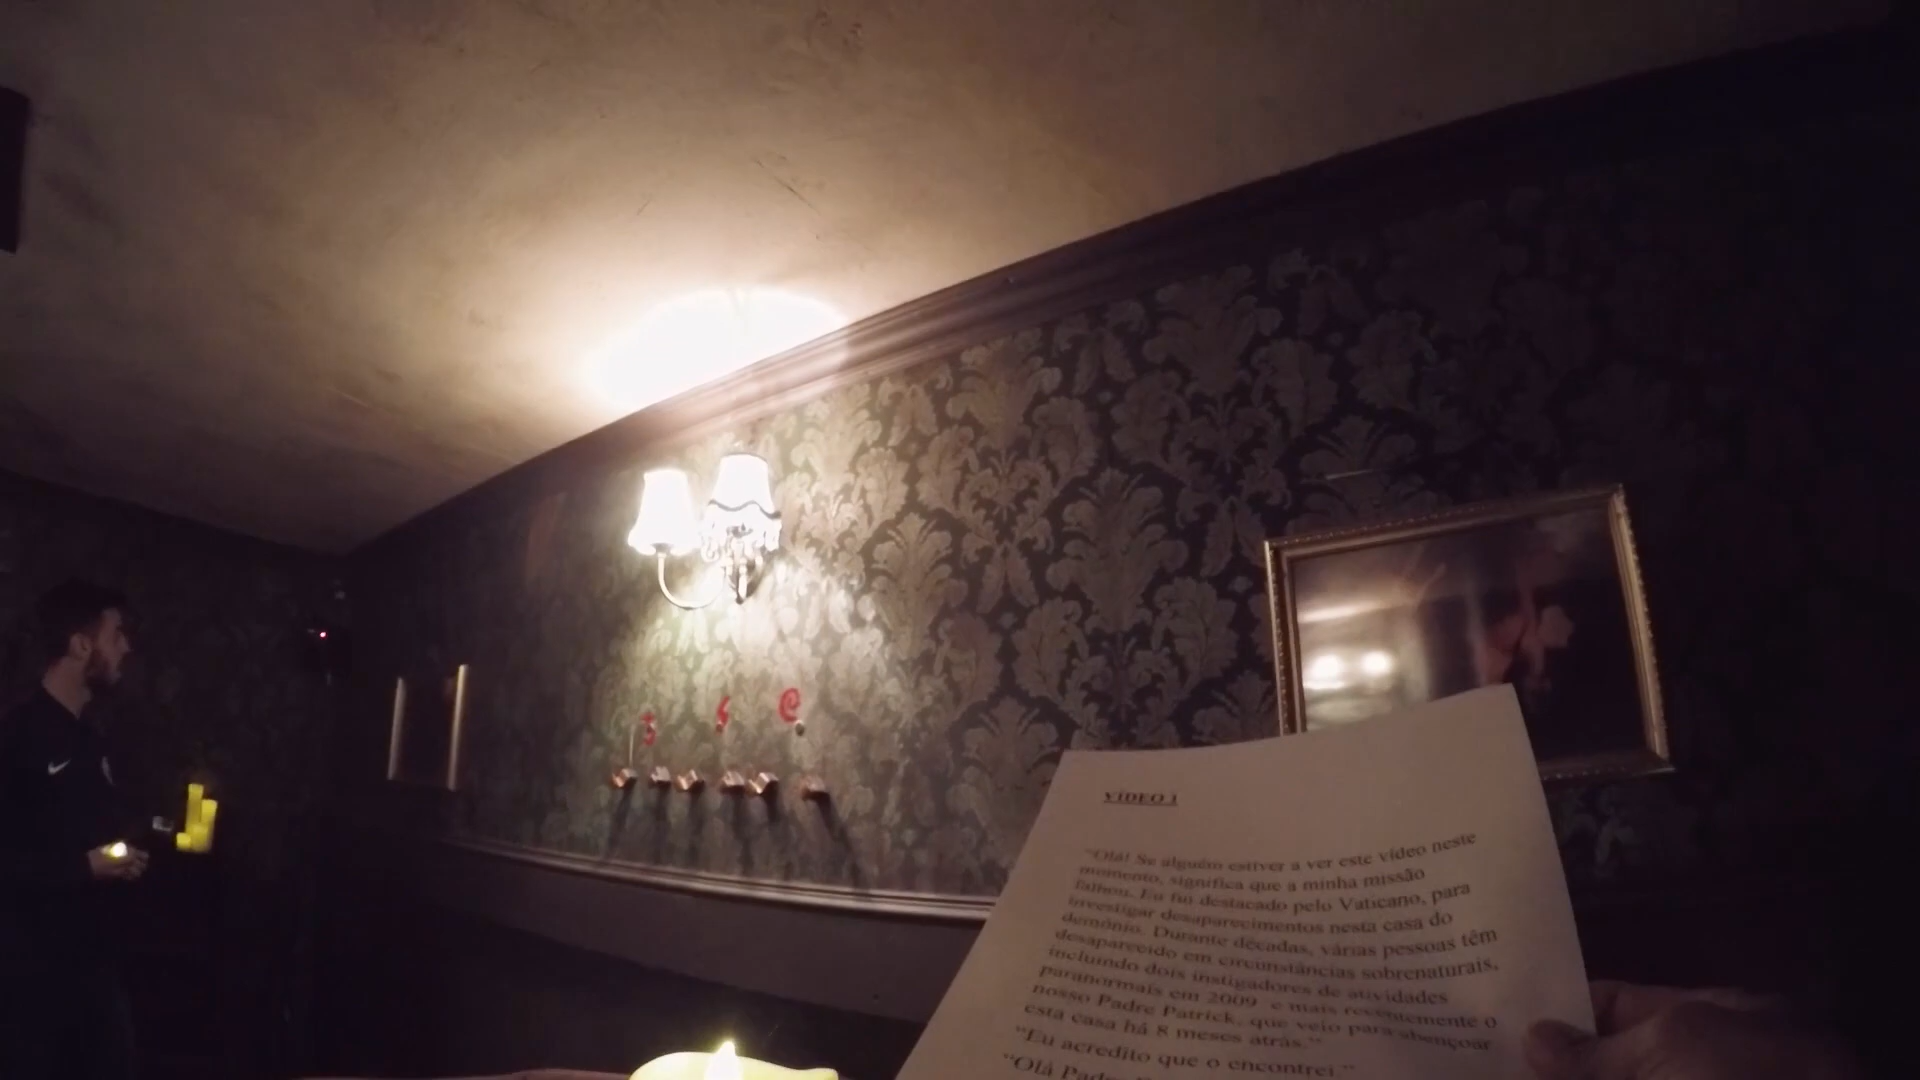 VÍDEO 1
"Olá! Se alguém estiver a ver este vídeo neste
momento, significa que a minha missão
falhou. Eu fui destacado pelo Vaticano, para
investigar desaparecimentos nesta casa do
demónio. Durante décadas, várias pessoas têm
desaparecido em circunstâncias sobrenaturais,
incluindo dois instigadores de atividades
paranormais em 2009 e mais recentemente o
nosso Padre Patrick, que veio para abençoar
esta casa há 8 meses atrás."
"Eu acredito que o encontrei."
"Olá